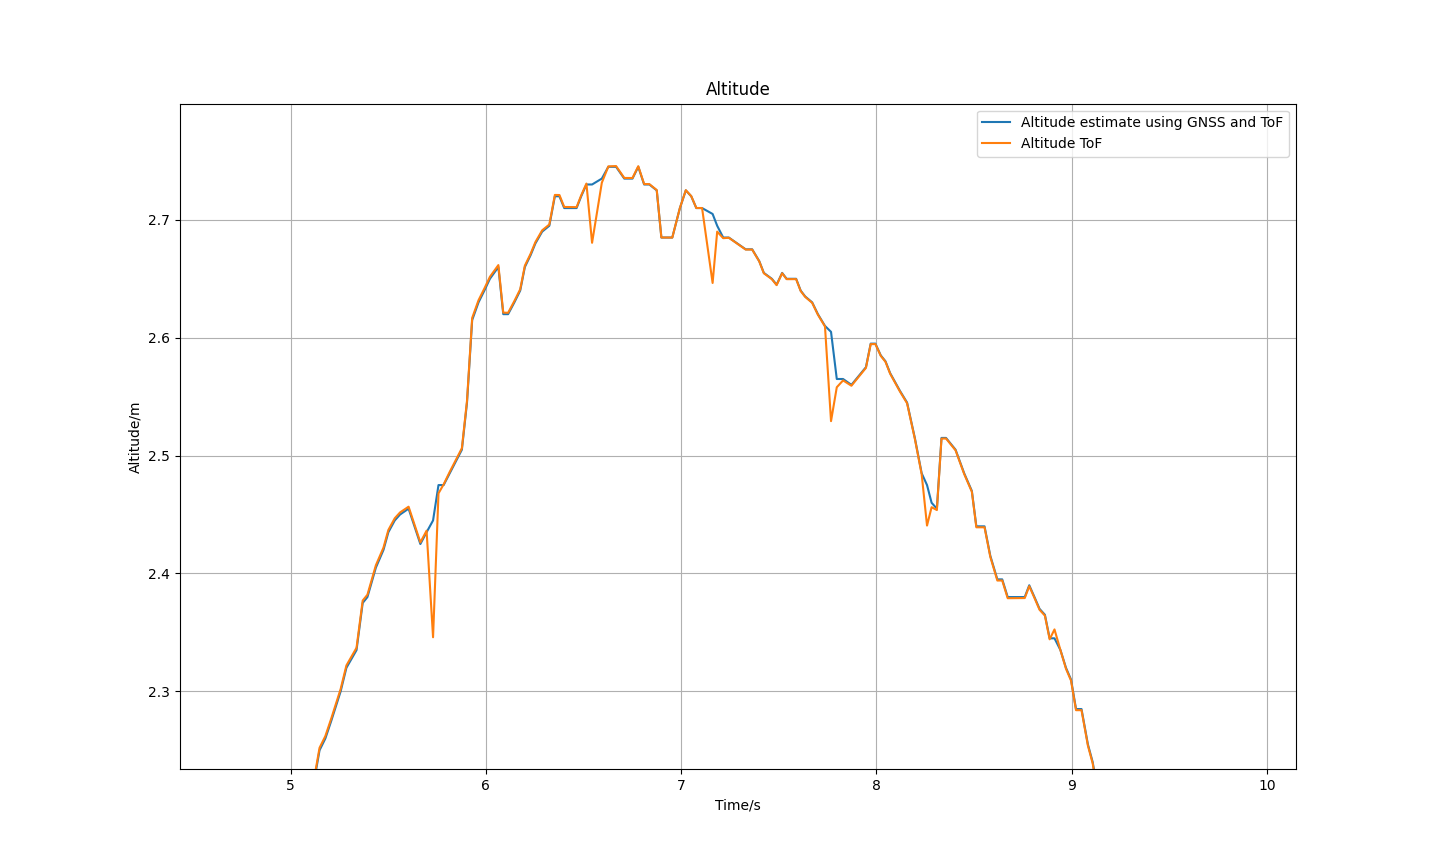 Altitude
Altitude estimate using GNSS and ToF
Altitude ToF
Altitude/m
2.7
2.6
2.5
2.4
2.3
5 6 7 8 9 10
Time/s